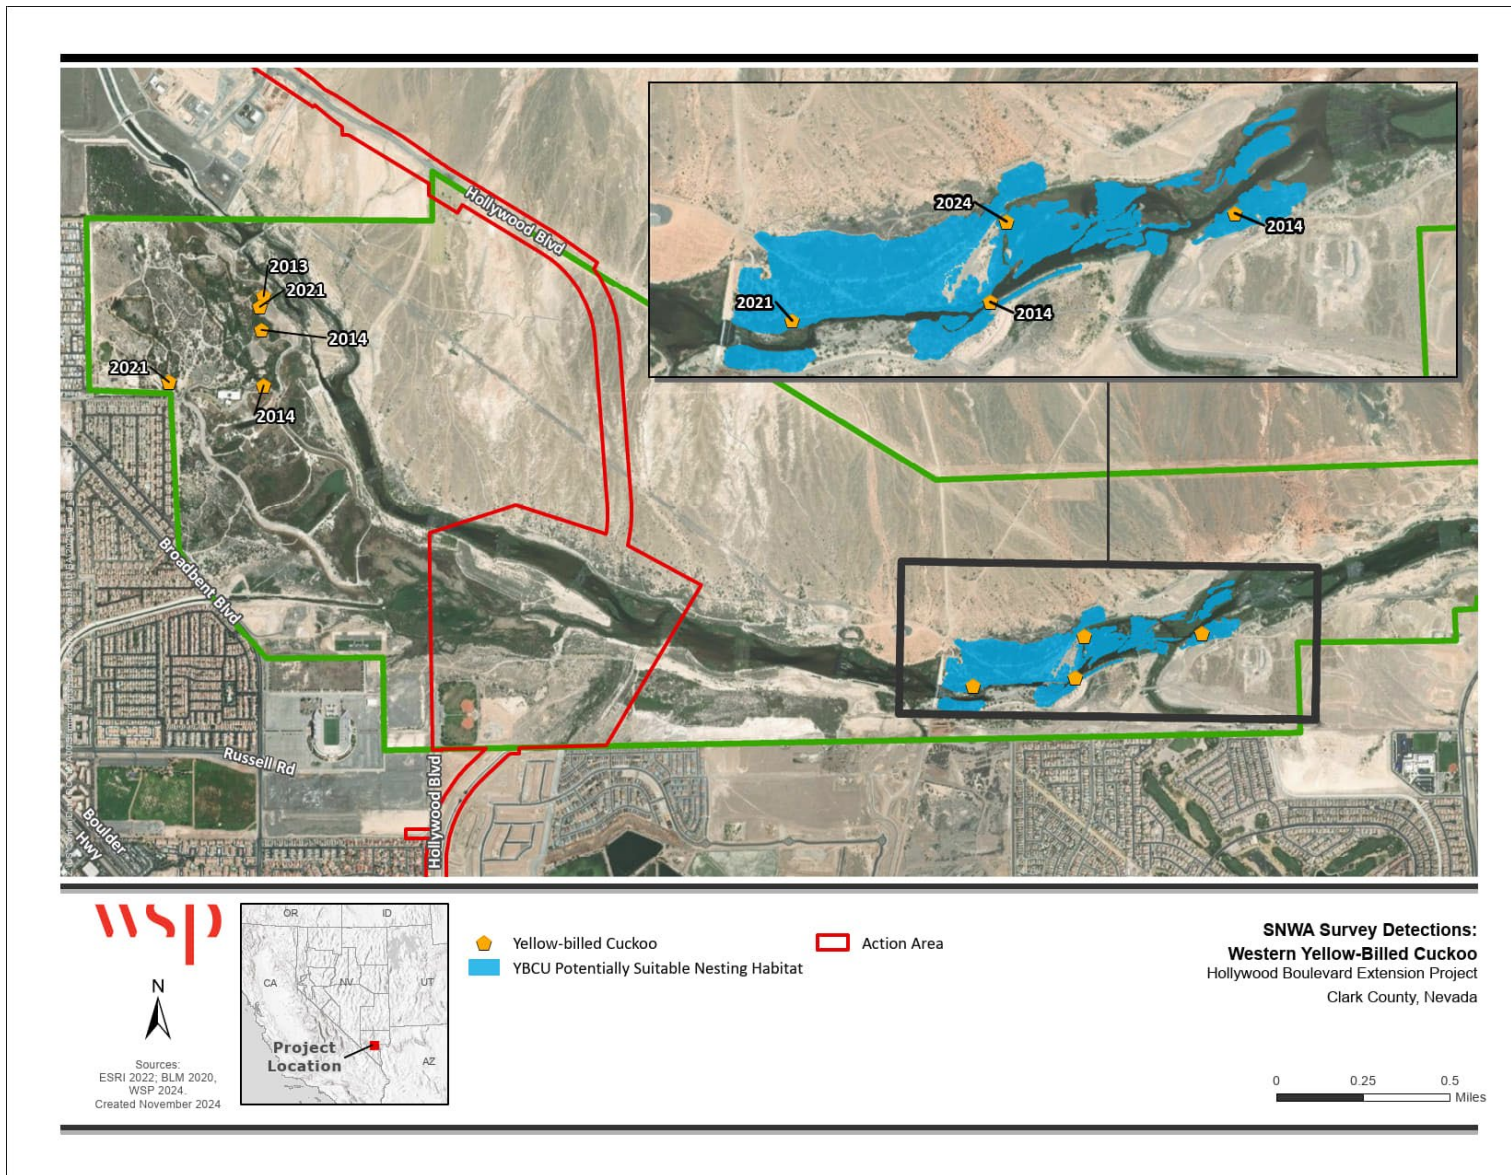 Hollywood Blvd
2013
2021
2014
2021
2014
2024
2014
2021
2014
Broadbent Blvd
Russell Rd
Boulder
Hwy
Hollywood Blvd
wsp
N
Sources:
ESRI 2022; BLM 2020,
WSP 2024.
Created November 2024
OR
ID
CA
NV
UT
AZ
Project
Location
Yellow-billed Cuckoo
YBCU Potentially Suitable Nesting Habitat
Action Area
SNWA Survey Detections:
Western Yellow-Billed Cuckoo
Hollywood Boulevard Extension Project
Clark County, Nevada
0 0.25 0.5
Miles